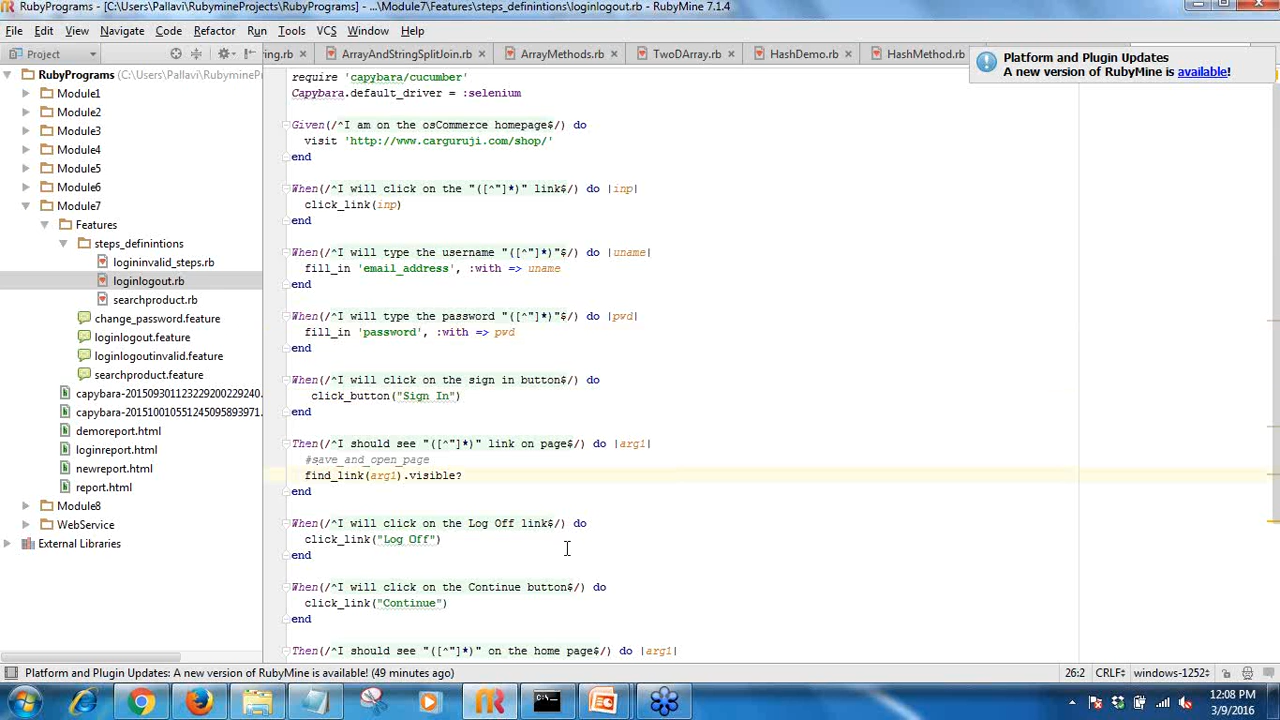 RubyPrograms - [C:\Users\Pallavi\RubymineProjects\RubyPrograms] - ...\Module7\Features\steps_definintions\loginlogout.rb - RubyMine 7.1.4
File Edit View Navigate Code Refactor Run Tools VCS Window Help
Project
ing.rb ArrayAndStringSplitJoin.rb ArrayMethods.rb TwoDArray.rb HashDemo.rb HashMethod.rb
Platform and Plugin Updates
A new version of RubyMine is available!
RubyPrograms (C:\Users\Pallavi\RubymineP
Module1
Module2
Module3
Module4
Module5
Module6
Module7
Features
steps_definintions
logininvalid_steps.rb
loginlogout.rb
searchproduct.rb
change_password.feature
loginlogout.feature
loginlogoutinvalid.feature
searchproduct.feature
capybara-201509301123229200229240.
capybara-201510010551245095893971.
demoreport.html
loginreport.html
newreport.html
report.html
Module8
WebService
External Libraries
require 'capybara/cucumber'
Capybara.default_driver = :selenium
Given(/^I am on the osCommerce homepage$/) do
visit 'http://www.carguruji.com/shop/'
end
When(/^I will click on the "([^"]*)" link$/) do |inp|
click_link(inp)
end
When(/^I will type the username "([^"]*)"$/) do |uname|
fill_in 'email_address', :with => uname
end
When(/^I will type the password "([^"]*)"$/) do |pwd|
fill_in 'password', :with => pwd
end
When(/^I will click on the sign in button$/) do
click_button("Sign In")
end
Then(/^I should see "([^"]*)" link on page$/) do |arg1|
#save_and_open_page
find_link(arg1).visible?
end
When(/^I will click on the Log Off link$/) do
click_link("Log Off")
end
When(/^I will click on the Continue button$/) do
click_link("Continue")
end
Then(/^I should see "([^"]*)" on the home page$/) do |arg1|
Platform and Plugin Updates: A new version of RubyMine is available! (49 minutes ago) 26:2 CRLF windows-1252
12:08 PM
3/9/2016